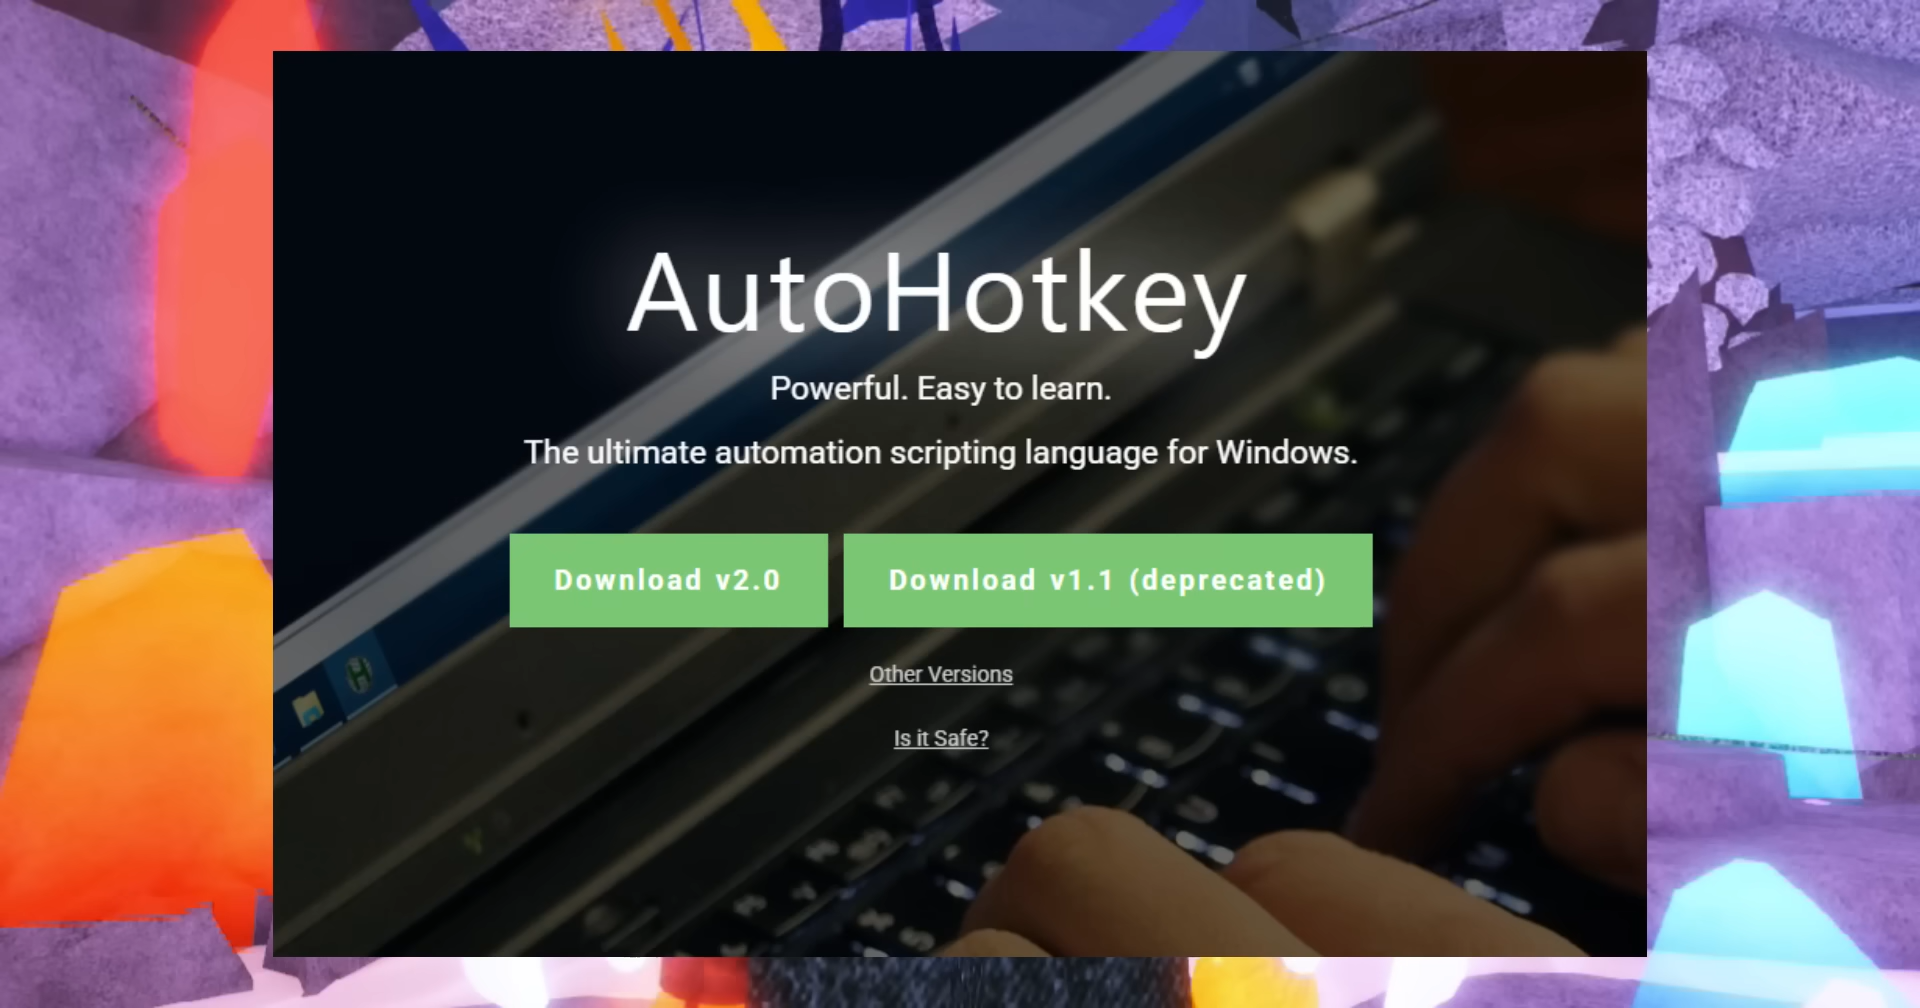 AutoHotkey
Powerful. Easy to learn.
The ultimate automation scripting language for Windows.
Download v2.0
Download v1.1 (deprecated)
Other Versions
Is it Safe?